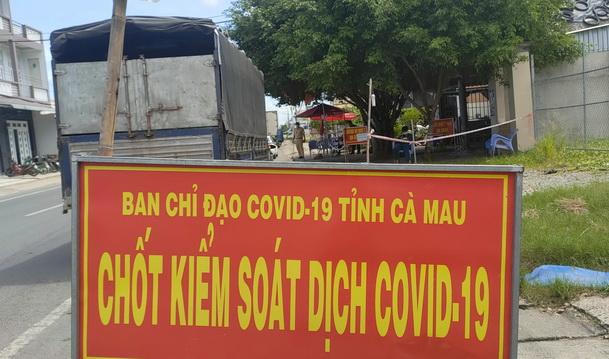 BAN CHỈ ĐẠO COVID-19 TỈNH CÀ MAU
CHỐT KIỂM SOÁT DỊCH COVID-19